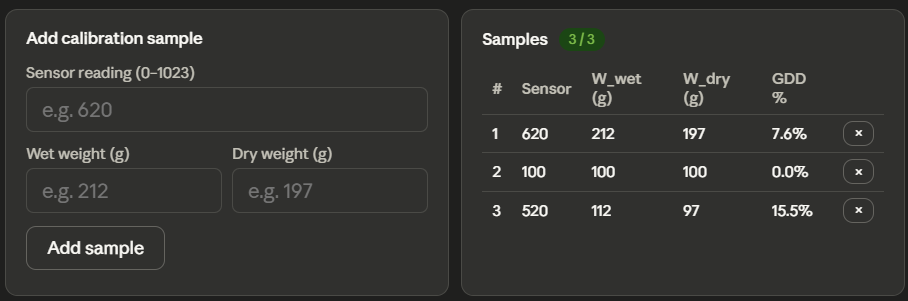 Add calibration sample
Sensor reading (0–1023)
e.g. 620
Wet weight (g) Dry weight (g)
e.g. 212 e.g. 197
Add sample
Samples 3 / 3
# Sensor W_wet (g) W_dry (g) GDD %
1 620 212 197 7.6% ×
2 100 100 100 0.0% ×
3 520 112 97 15.5% ×